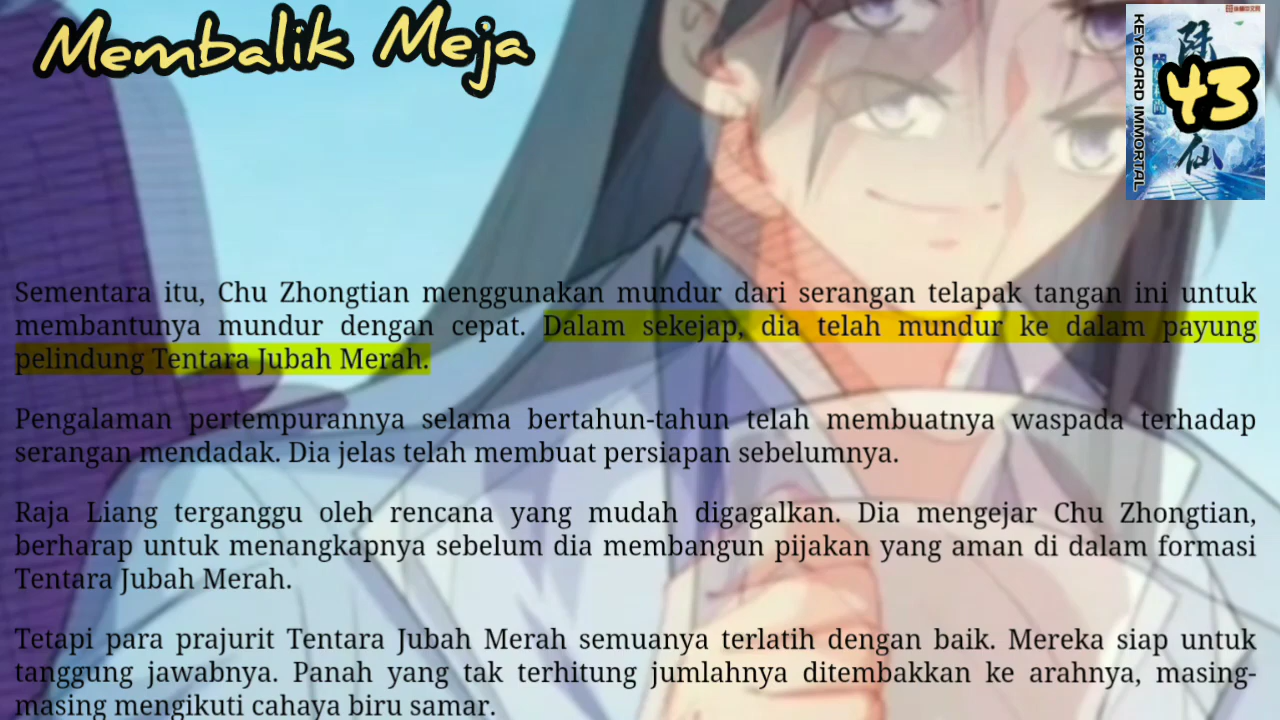 Membalik Meja
KEYBOARD IMMORTAL
43
仙
Sementara itu, Chu Zhongtian menggunakan mundur dari serangan telapak tangan ini untuk
membantunya mundur dengan cepat. Dalam sekejap, dia telah mundur ke dalam payung
pelindung Tentara Jubah Merah.
Pengalaman pertempurannya selama bertahun-tahun telah membuatnya waspada terhadap
serangan mendadak. Dia jelas telah membuat persiapan sebelumnya.
Raja Liang terganggu oleh rencana yang mudah digagalkan. Dia mengejar Chu Zhongtian,
berharap untuk menangkapnya sebelum dia membangun pijakan yang aman di dalam formasi
Tentara Jubah Merah.
Tetapi para prajurit Tentara Jubah Merah semuanya terlatih dengan baik. Mereka siap untuk
tanggung jawabnya. Panah yang tak terhitung jumlahnya ditembakkan ke arahnya, masing-
masing mengikuti cahaya biru samar.